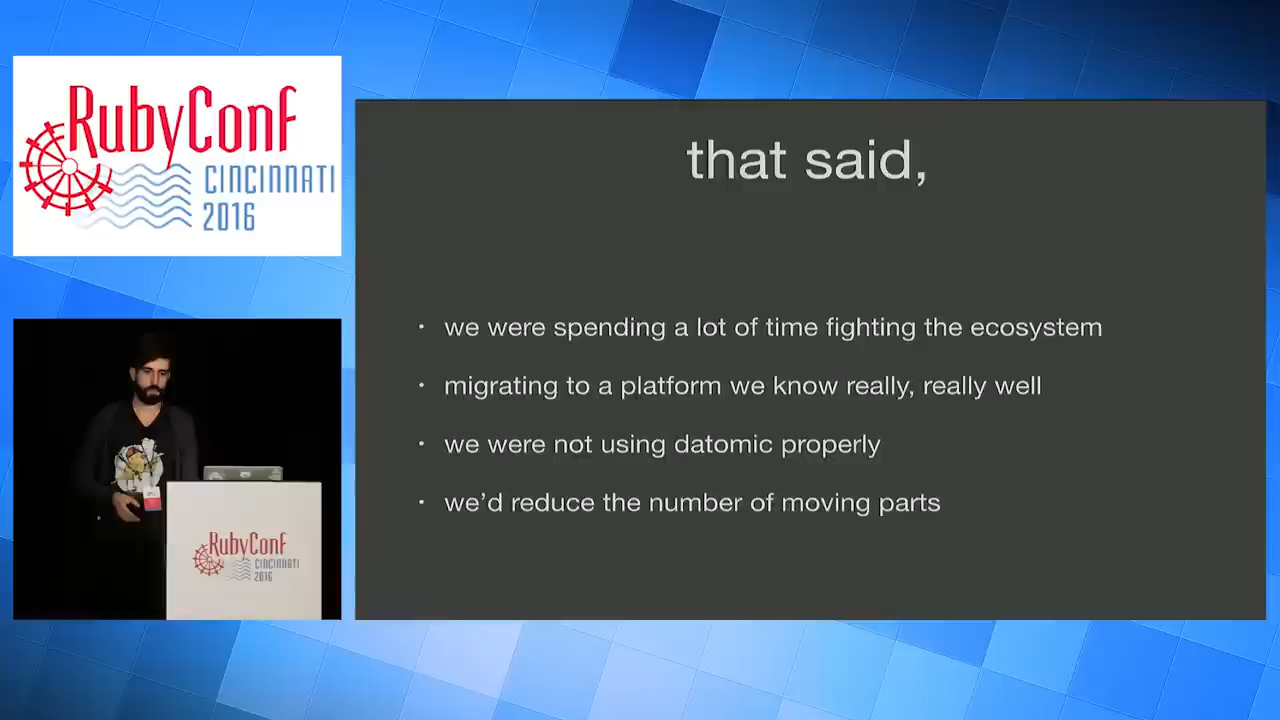 RubyConf
CINCINNATI
2016
that said,
• we were spending a lot of time fighting the ecosystem
• migrating to a platform we know really, really well
• we were not using datomic properly
• we'd reduce the number of moving parts
RubyConf
CINCINNATI
2016